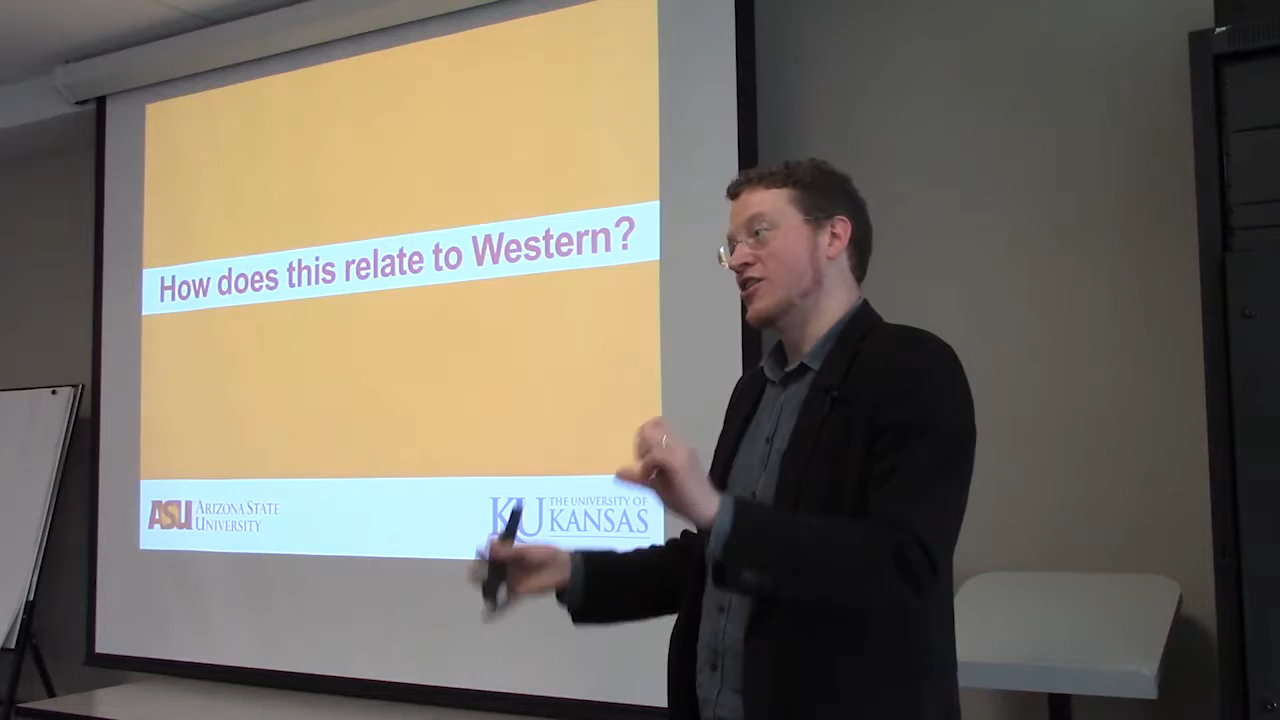 How does this relate to Western?
ASU ARIZONA STATE
UNIVERSITY
KU THE UNIVERSITY OF
KANSAS